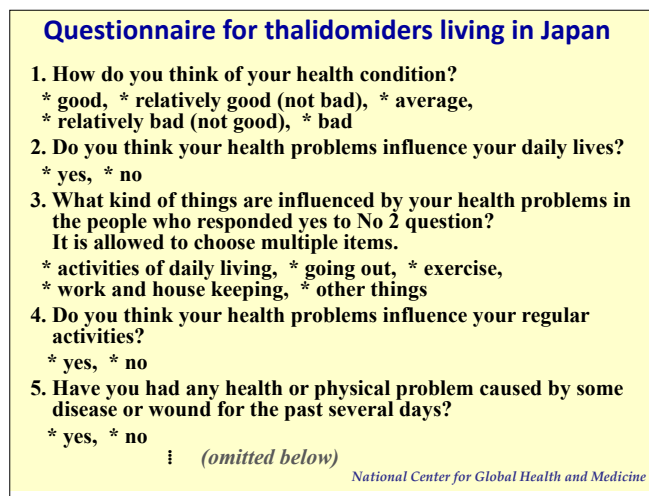 Questionnaire for thalidomiders living in Japan
1. How do you think of your health condition?
* good, * relatively good (not bad), * average,
* relatively bad (not good), * bad
2. Do you think your health problems influence your daily lives?
* yes, * no
3. What kind of things are influenced by your health problems in
the people who responded yes to No 2 question?
It is allowed to choose multiple items.
* activities of daily living, * going out, * exercise,
* work and house keeping, * other things
4. Do you think your health problems influence your regular
activities?
* yes, * no
5. Have you had any health or physical problem caused by some
disease or wound for the past several days?
* yes, * no
⁞ (omitted below)
National Center for Global Health and Medicine